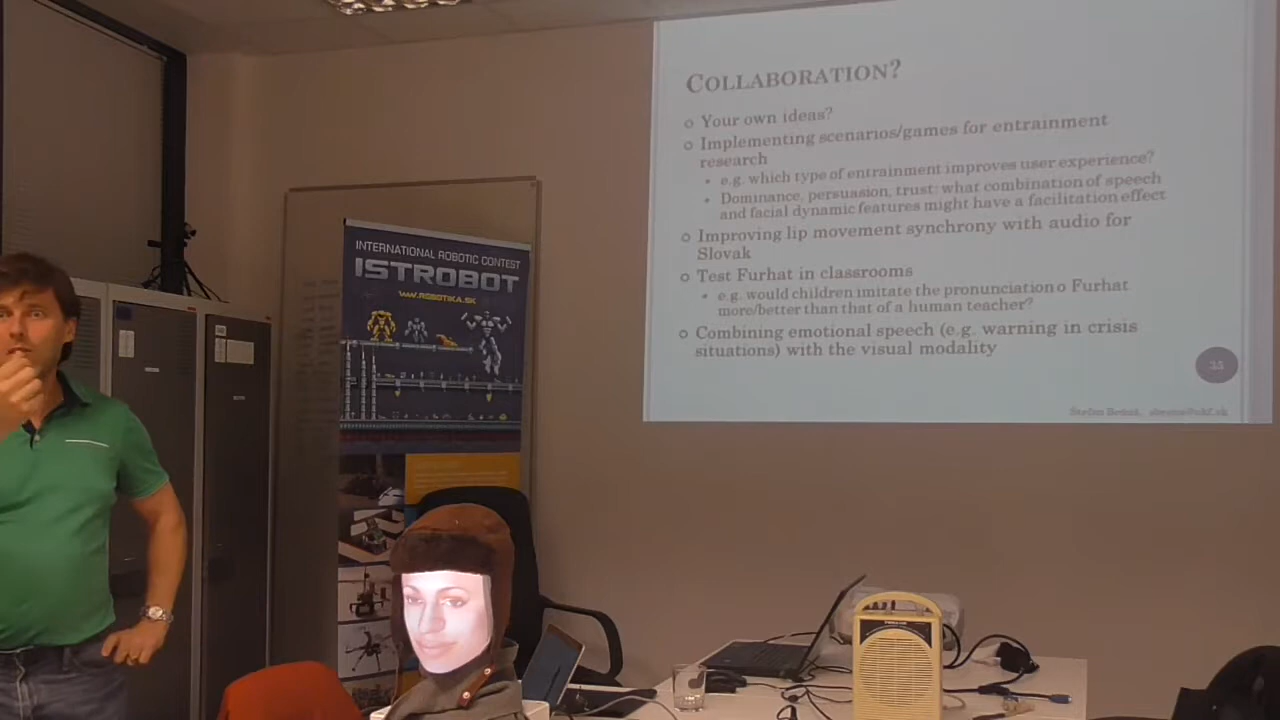 COLLABORATION?
Your own ideas?
Implementing scenarios/games for entrainment
research
e.g. which type of entrainment improves user experience?
Dominance, persuasion, trust: what combination of speech
and facial dynamic features might have a facilitation effect
Improving lip movement synchrony with audio for
Slovak
Test Furhat in classrooms
e.g. would children imitate the pronunciation o Furhat
more/better than that of a human teacher?
Combining emotional speech (e.g. warning in crisis
situations) with the visual modality
35
INTERNATIONAL ROBOTIC CONTEST
ISTROBOT
WWW.ROBOTIKA.SK